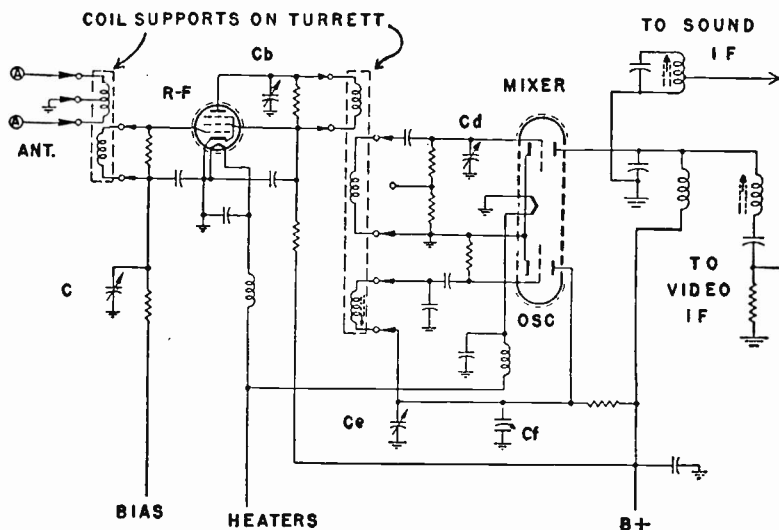 COIL SUPPORTS ON TURRETT
TO SOUND
IF
Cb
R-F
MIXER
A
A
ANT.
Cd
C
TO
VIDEO
IF
OSC
Ce
Cf
BIAS
HEATERS
B+